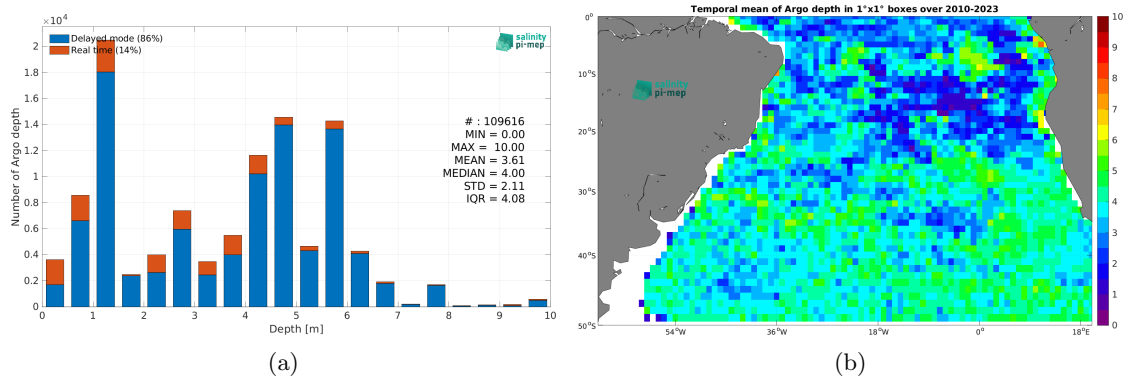 ×10⁴
Delayed mode (86%)
Real time (14%)
salinity
pi-mep
# : 109616
MIN = 0.00
MAX = 10.00
MEAN = 3.61
MEDIAN = 4.00
STD = 2.11
IQR = 4.08
Number of Argo depth
2
1.8
1.6
1.4
1.2
1
0.8
0.6
0.4
0.2
0
0 1 2 3 4 5 6 7 8 9 10
Depth [m]
(a)
Temporal mean of Argo depth in 1°x1° boxes over 2010-2023
salinity
pi-mep
0°
10°S
20°S
30°S
40°S
50°S
54°W 36°W 18°W 0° 18°E
10
9
8
7
6
5
4
3
2
1
0
(b)